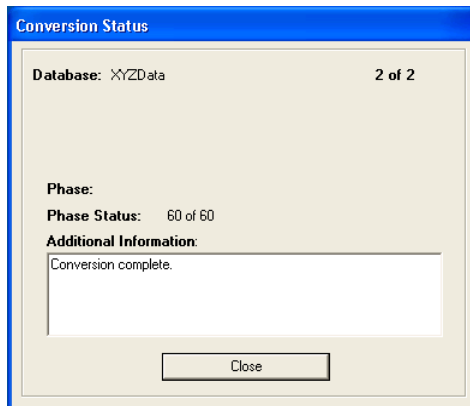 Conversion Status
Database: XYZData 2 of 2
Phase:
Phase Status: 60 of 60
Additional Information:
Conversion complete.
Close